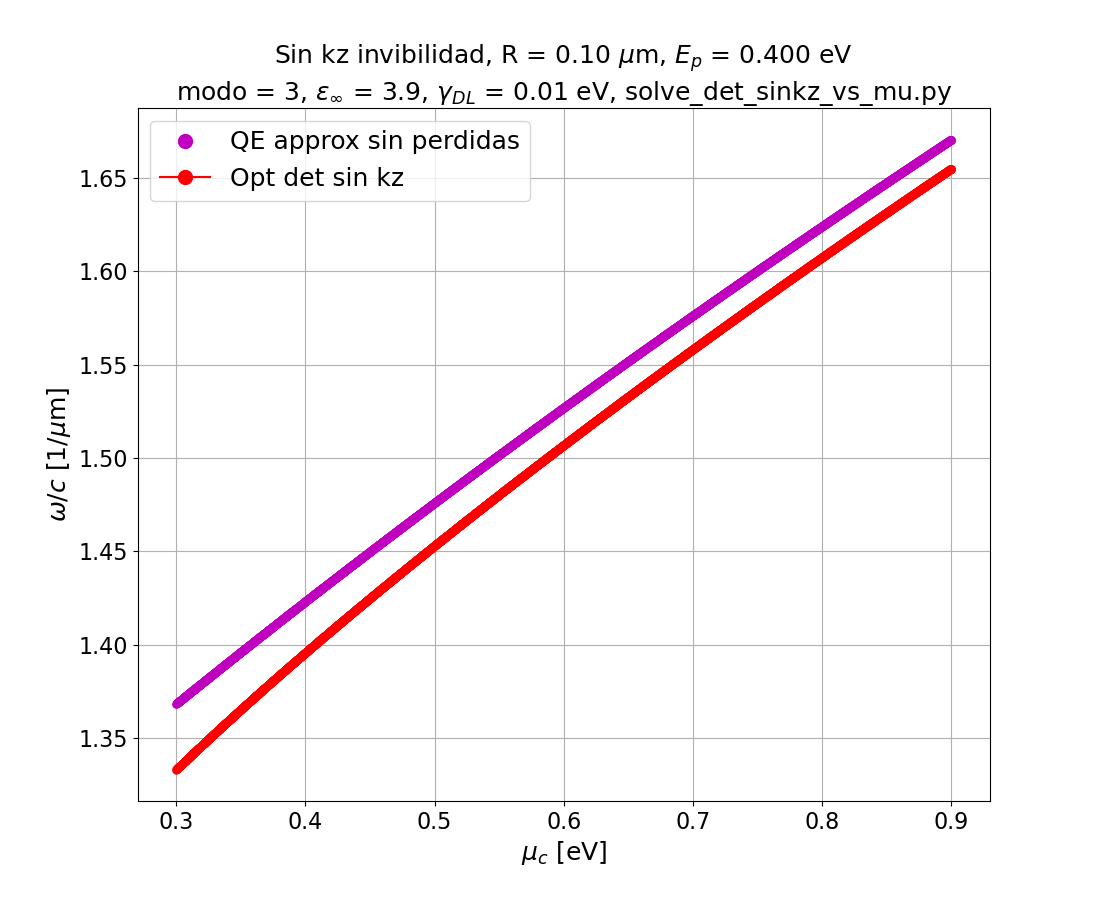 Sin kz invibilidad, R = 0.10 μm, E_p = 0.400 eV
modo = 3, ε_∞ = 3.9, γ_DL = 0.01 eV, solve_det_sinkz_vs_mu.py
QE approx sin perdidas
Opt det sin kz
1.65
1.60
1.55
1.50
1.45
1.40
1.35
ω/c [1/μm]
0.3 0.4 0.5 0.6 0.7 0.8 0.9
μ_c [eV]